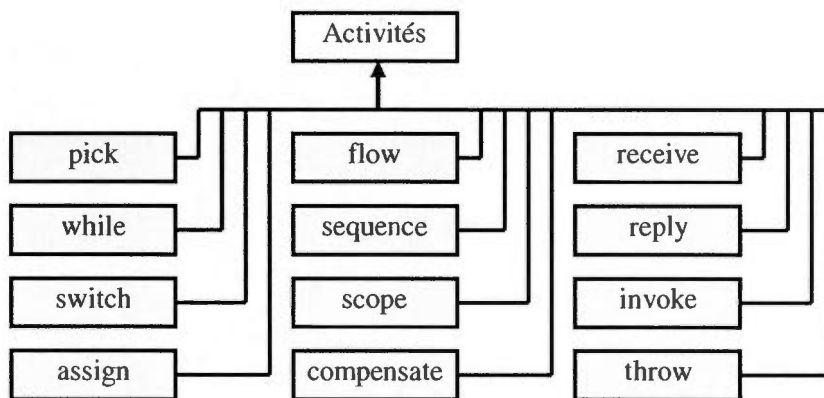 Activités
pick
flow
receive
while
sequence
reply
switch
scope
invoke
assign
compensate
throw